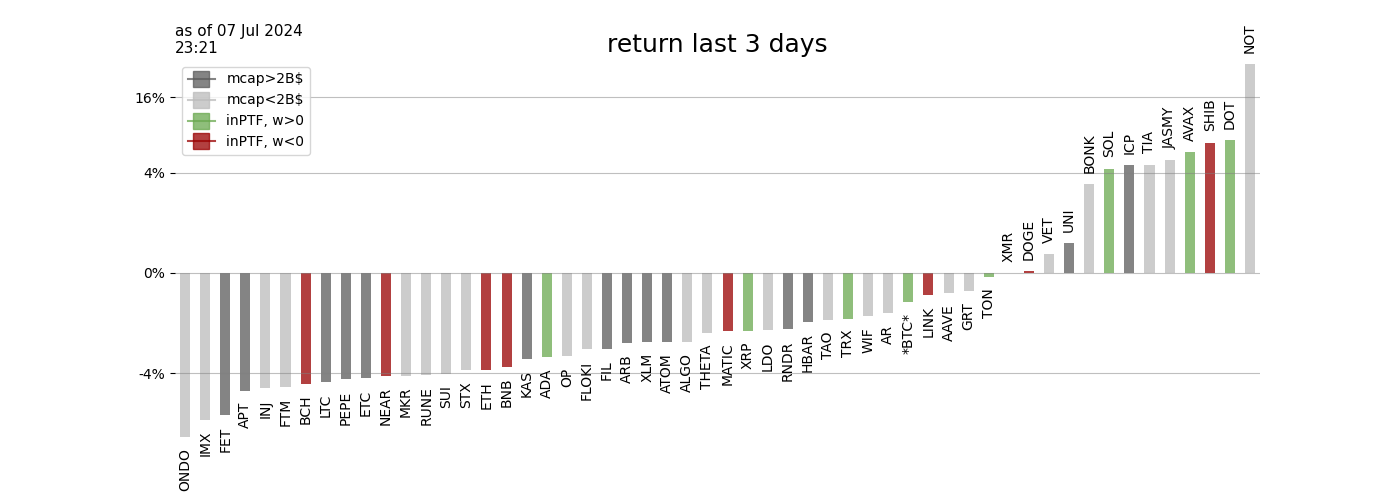 as of 07 Jul 2024
23:21
return last 3 days
mcap>2B$
mcap<2B$
inPTF, w>0
inPTF, w<0
16%
4%
0%
-4%
ONDO
IMX
FET
APT
INJ
FTM
BCH
LTC
PEPE
ETC
NEAR
MKR
RUNE
SUI
STX
ETH
BNB
KAS
ADA
OP
FLOKI
FIL
ARB
XLM
ATOM
ALGO
THETA
MATIC
XRP
LDO
RNDR
HBAR
TAO
TRX
WIF
AR
*BTC*
LINK
AAVE
GRT
TON
XMR
DOGE
VET
UNI
BONK
SOL
ICP
TIA
JASMY
AVAX
SHIB
DOT
NOT